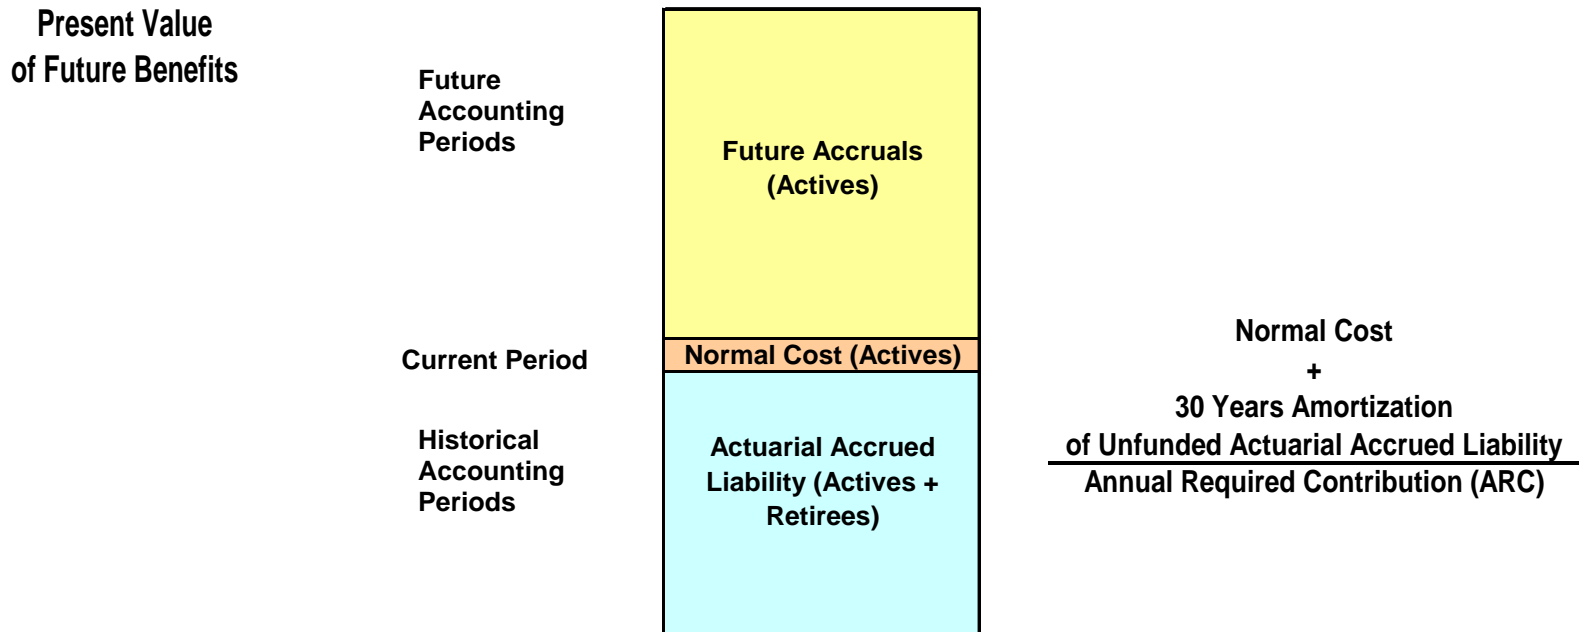 Present Value
of Future Benefits
Future
Accounting
Periods
Future Accruals
(Actives)
Current Period
Normal Cost (Actives)
Historical
Accounting
Periods
Actuarial Accrued
Liability (Actives +
Retirees)
Normal Cost
+
30 Years Amortization
of Unfunded Actuarial Accrued Liability
Annual Required Contribution (ARC)